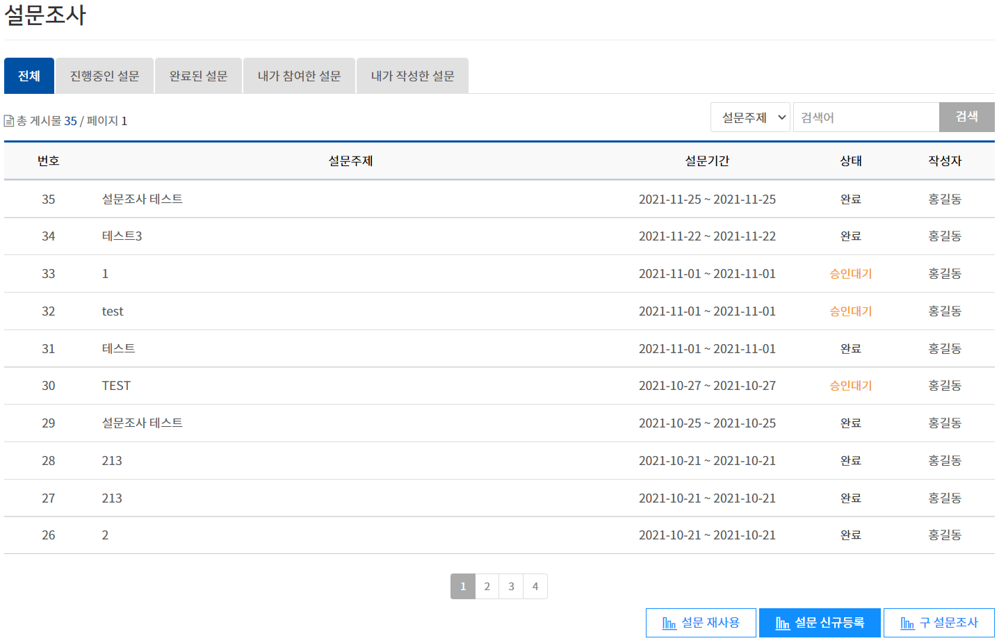 설문조사
전체 진행중인 설문 완료된 설문 내가 참여한 설문 내가 작성한 설문
총 게시물 35 / 페이지 1 설문주제 검색어 검색
번호 설문주제 설문기간 상태 작성자
35 설문조사 테스트 2021-11-25 ~ 2021-11-25 완료 홍길동
34 테스트3 2021-11-22 ~ 2021-11-22 완료 홍길동
33 1 2021-11-01 ~ 2021-11-01 승인대기 홍길동
32 test 2021-11-01 ~ 2021-11-01 승인대기 홍길동
31 테스트 2021-11-01 ~ 2021-11-01 완료 홍길동
30 TEST 2021-10-27 ~ 2021-10-27 승인대기 홍길동
29 설문조사 테스트 2021-10-25 ~ 2021-10-25 완료 홍길동
28 213 2021-10-21 ~ 2021-10-21 완료 홍길동
27 213 2021-10-21 ~ 2021-10-21 완료 홍길동
26 2 2021-10-21 ~ 2021-10-21 완료 홍길동
1 2 3 4
설문 재사용 설문 신규등록 구 설문조사